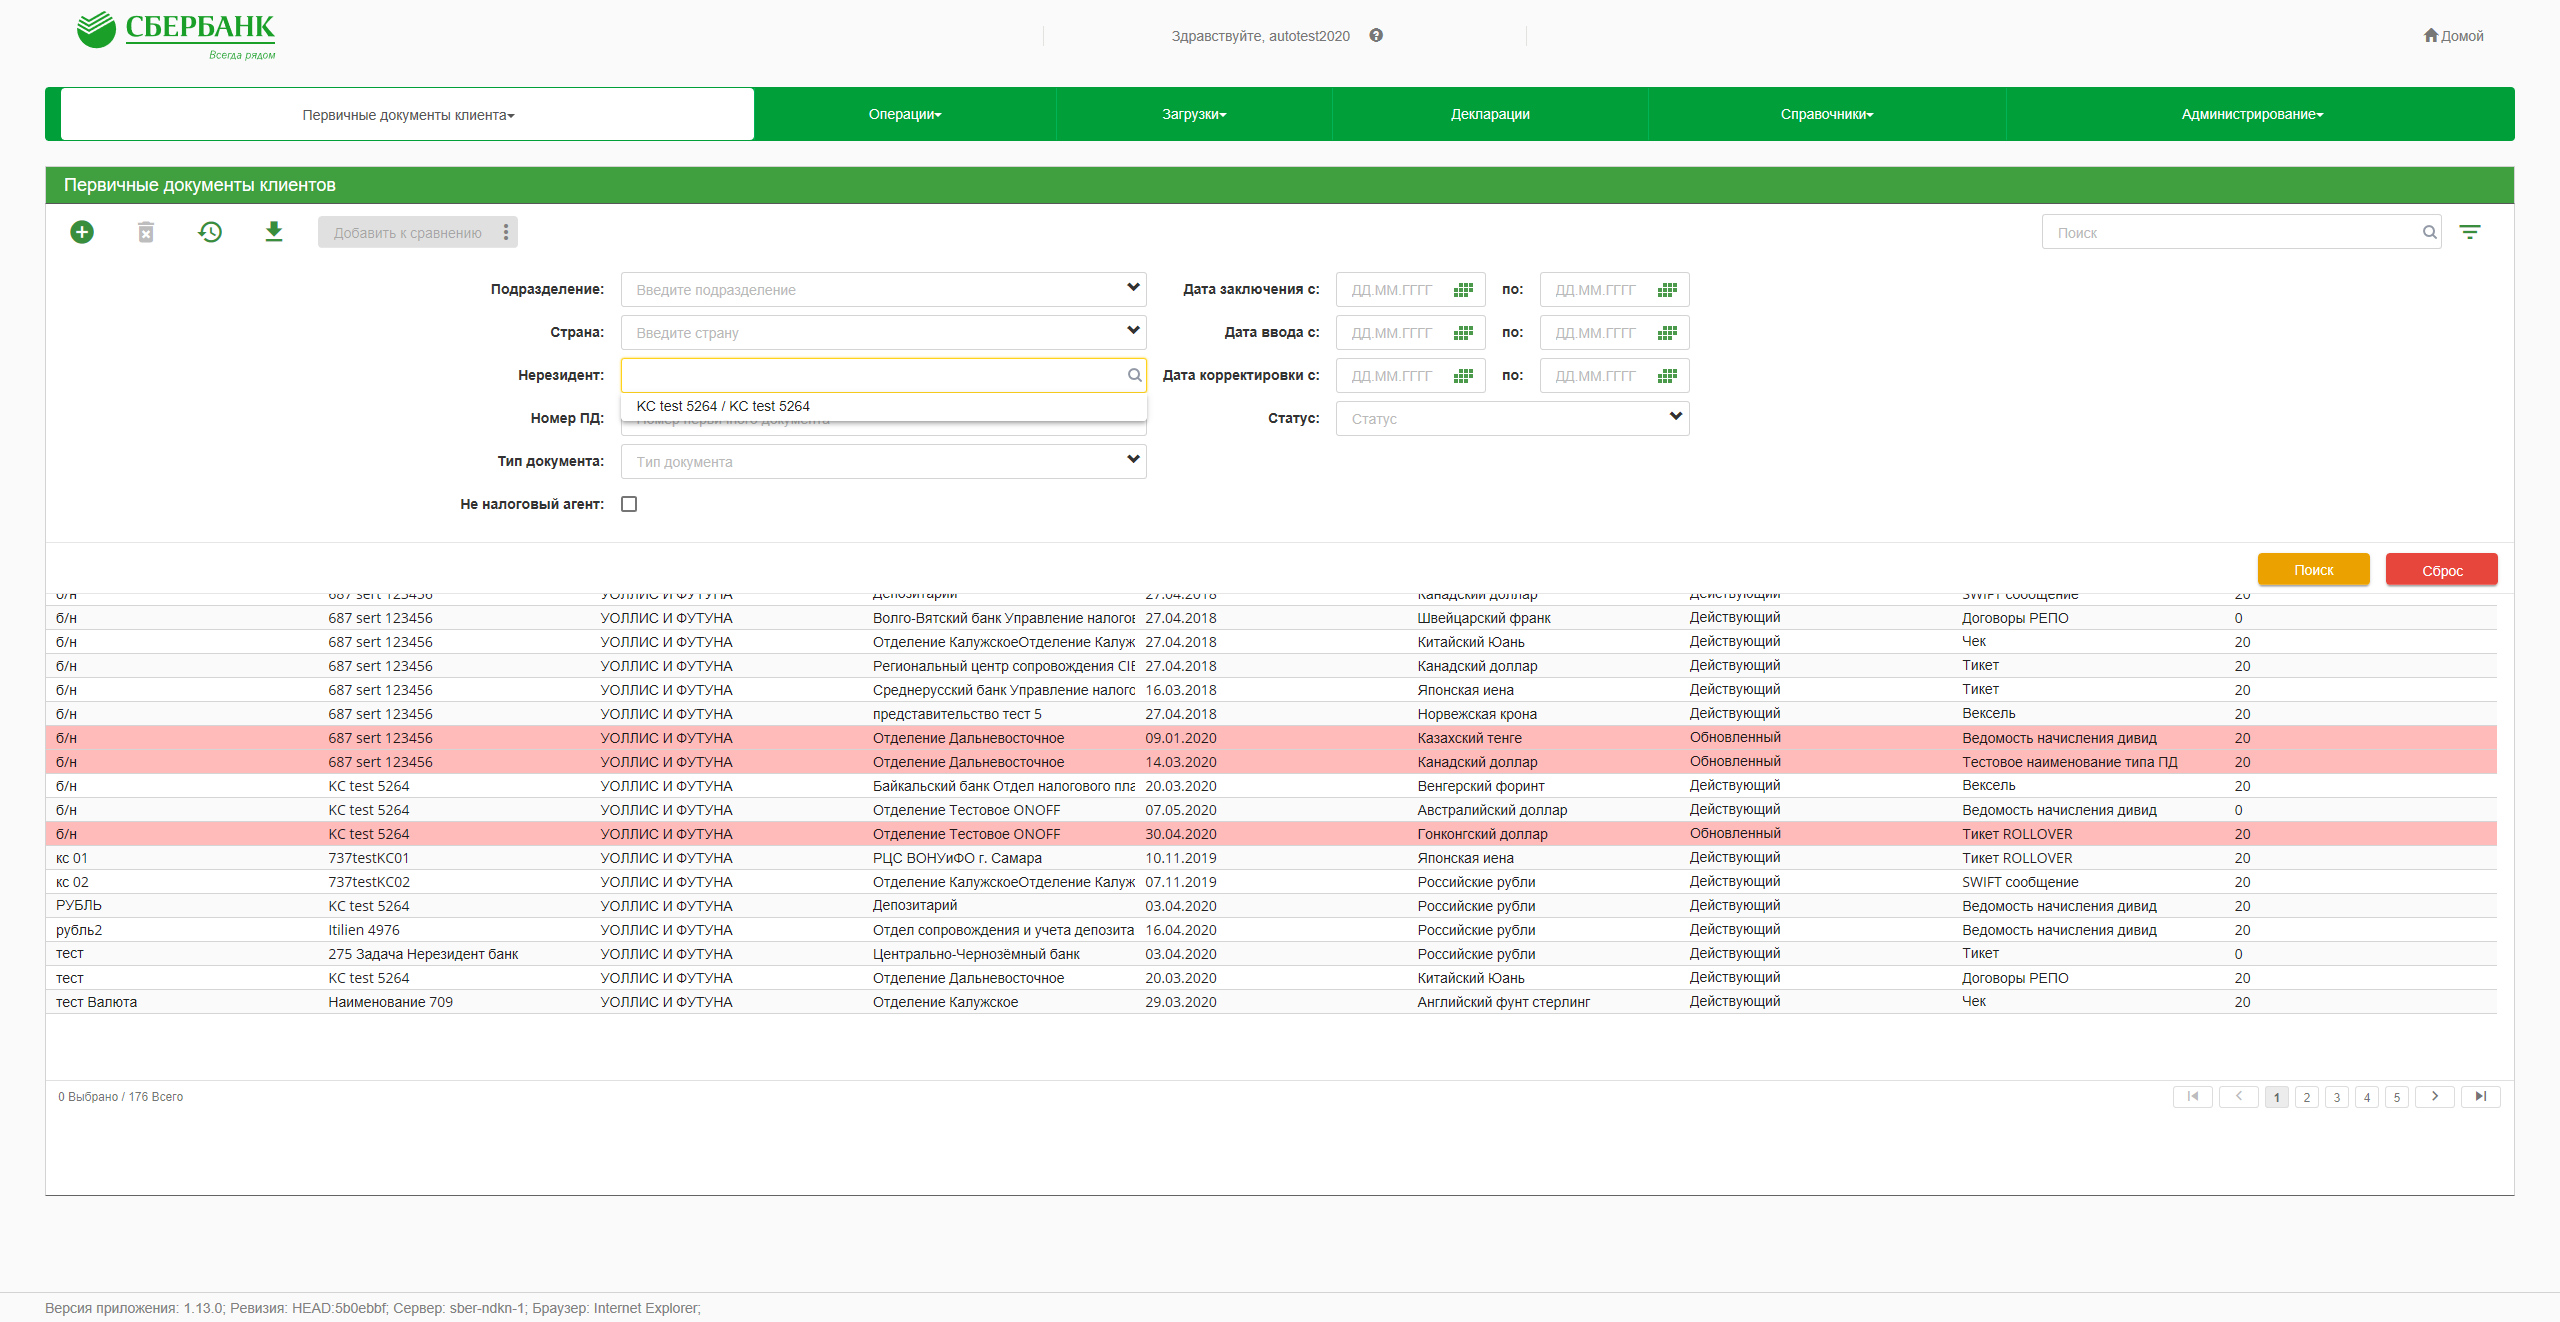 СБЕРБАНК
Всегда рядом
Здравствуйте, autotest2020
Домой
Первичные документы клиента Операции Загрузки Декларации Справочники Администрирование
Первичные документы клиентов
Добавить к сравнению Поиск
Подразделение: Введите подразделение Дата заключения с: ДД.ММ.ГГГГ по: ДД.ММ.ГГГГ
Страна: Введите страну Дата ввода с: ДД.ММ.ГГГГ по: ДД.ММ.ГГГГ
Нерезидент: Дата корректировки с: ДД.ММ.ГГГГ по: ДД.ММ.ГГГГ
KC test 5264 / KC test 5264
Номер ПД: Номер первичного документа Статус: Статус
Тип документа: Тип документа
Не налоговый агент:
Поиск Сброс
б/н 687 sert 123456 УОЛЛИС И ФУТУНА Депозитарий 27.04.2018 Канадский доллар Действующий SWIFT сообщение 20
б/н 687 sert 123456 УОЛЛИС И ФУТУНА Волго-Вятский банк Управление налогов 27.04.2018 Швейцарский франк Действующий Договоры РЕПО 0
б/н 687 sert 123456 УОЛЛИС И ФУТУНА Отделение КалужскоеОтделение Калуж 27.04.2018 Китайский Юань Действующий Чек 20
б/н 687 sert 123456 УОЛЛИС И ФУТУНА Региональный центр сопровождения CIB 27.04.2018 Канадский доллар Действующий Тикет 20
б/н 687 sert 123456 УОЛЛИС И ФУТУНА Среднерусский банк Управление налого 16.03.2018 Японская иена Действующий Тикет 20
б/н 687 sert 123456 УОЛЛИС И ФУТУНА представительство тест 5 27.04.2018 Норвежская крона Действующий Вексель 20
б/н 687 sert 123456 УОЛЛИС И ФУТУНА Отделение Дальневосточное 09.01.2020 Казахский тенге Обновленный Ведомость начисления дивид 20
б/н 687 sert 123456 УОЛЛИС И ФУТУНА Отделение Дальневосточное 14.03.2020 Канадский доллар Обновленный Тестовое наименование типа ПД 20
б/н KC test 5264 УОЛЛИС И ФУТУНА Байкальский банк Отдел налогового пла 20.03.2020 Венгерский форинт Действующий Вексель 20
б/н KC test 5264 УОЛЛИС И ФУТУНА Отделение Тестовое ONOFF 07.05.2020 Австралийский доллар Действующий Ведомость начисления дивид 0
б/н KC test 5264 УОЛЛИС И ФУТУНА Отделение Тестовое ONOFF 30.04.2020 Гонконгский доллар Обновленный Тикет ROLLOVER 20
кс 01 737testKC01 УОЛЛИС И ФУТУНА РЦС ВОНУиФО г. Самара 10.11.2019 Японская иена Действующий Тикет ROLLOVER 20
кс 02 737testKC02 УОЛЛИС И ФУТУНА Отделение КалужскоеОтделение Калуж 07.11.2019 Российские рубли Действующий SWIFT сообщение 20
РУБЛЬ KC test 5264 УОЛЛИС И ФУТУНА Депозитарий 03.04.2020 Российские рубли Действующий Ведомость начисления дивид 20
рубль2 Itilien 4976 УОЛЛИС И ФУТУНА Отдел сопровождения и учета депозита 16.04.2020 Российские рубли Действующий Ведомость начисления дивид 20
тест 275 Задача Нерезидент банк УОЛЛИС И ФУТУНА Центрально-Чернозёмный банк 03.04.2020 Российские рубли Действующий Тикет 0
тест KC test 5264 УОЛЛИС И ФУТУНА Отделение Дальневосточное 20.03.2020 Китайский Юань Действующий Договоры РЕПО 20
тест Валюта Наименование 709 УОЛЛИС И ФУТУНА Отделение Калужское 29.03.2020 Английский фунт стерлинг Действующий Чек 20
0 Выбрано / 176 Всего 1 2 3 4 5
Версия приложения: 1.13.0; Ревизия: HEAD:5b0ebbf; Сервер: sber-ndkn-1; Браузер: Internet Explorer;